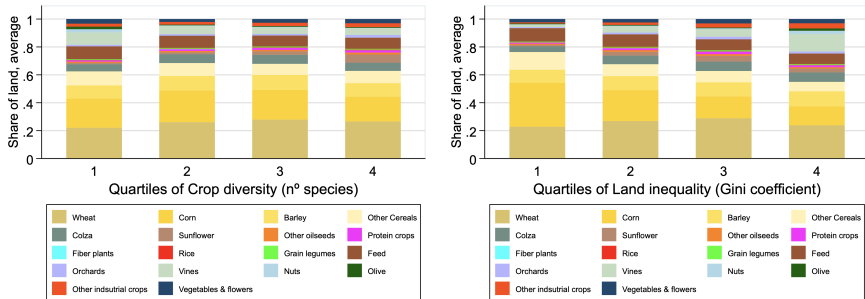 Share of land, average
1
.8
.6
.4
.2
0
1 2 3 4
Quartiles of Crop diversity (nº species)
Wheat Corn Barley Other Cereals
Colza Sunflower Other oilseeds Protein crops
Fiber plants Rice Grain legumes Feed
Orchards Vines Nuts Olive
Other indsutrial crops Vegetables & flowers
Share of land, average
1
.8
.6
.4
.2
0
1 2 3 4
Quartiles of Land inequality (Gini coefficient)
Wheat Corn Barley Other Cereals
Colza Sunflower Other oilseeds Protein crops
Fiber plants Rice Grain legumes Feed
Orchards Vines Nuts Olive
Other indsutrial crops Vegetables & flowers